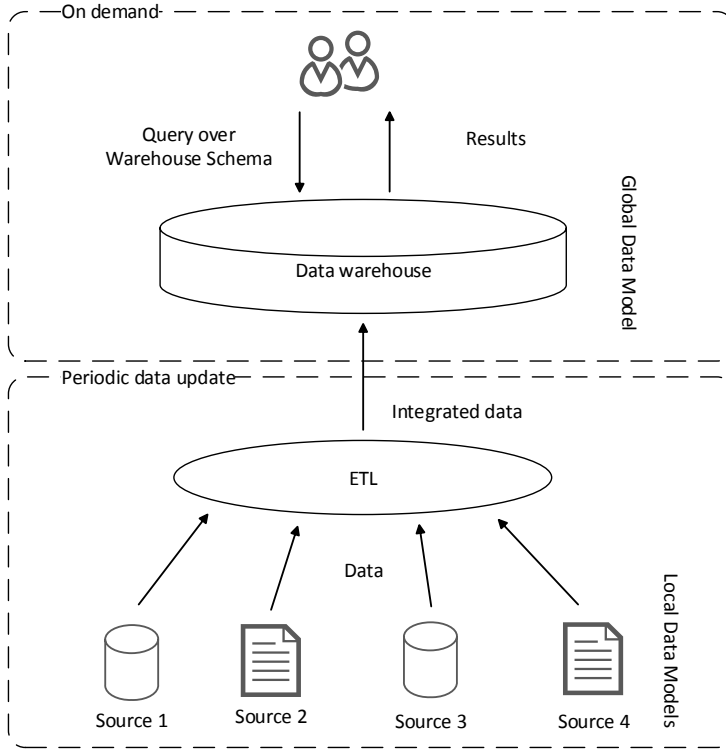 On demand
Query over
Warehouse Schema
Results
Global Data Model
Data warehouse
Periodic data update
Integrated data
ETL
Data
Local Data Models
Source 1
Source 2
Source 3
Source 4